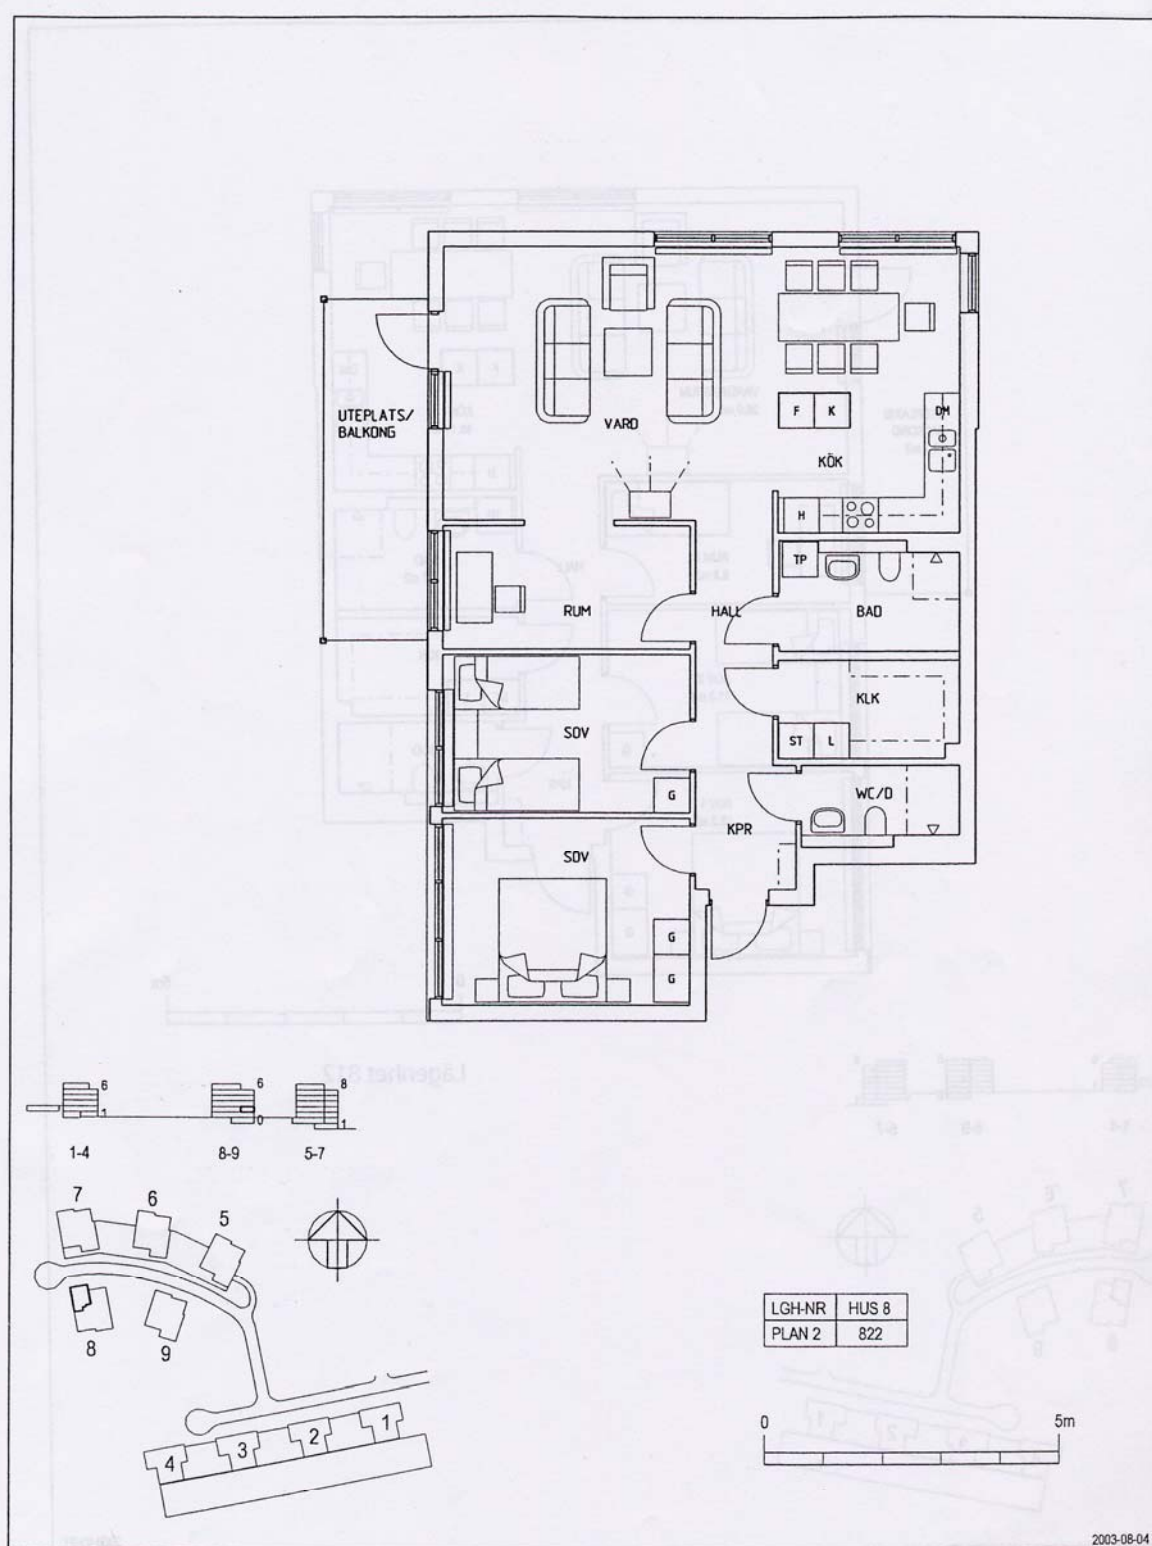 UTEPLATS/
BALKONG
VARD
F K
DM
KÖK
H
TP
RUM
HALL
BAD
SOV
KLK
ST L
G
WC/D
KPR
SOV
G
G
6
1
6
0
8
1
1-4
8-9
5-7
Lägenhet 812
7
6
5
8
9
LGH-NR HUS 8
PLAN 2 822
0 5m
1
2
3
4
2003-08-04